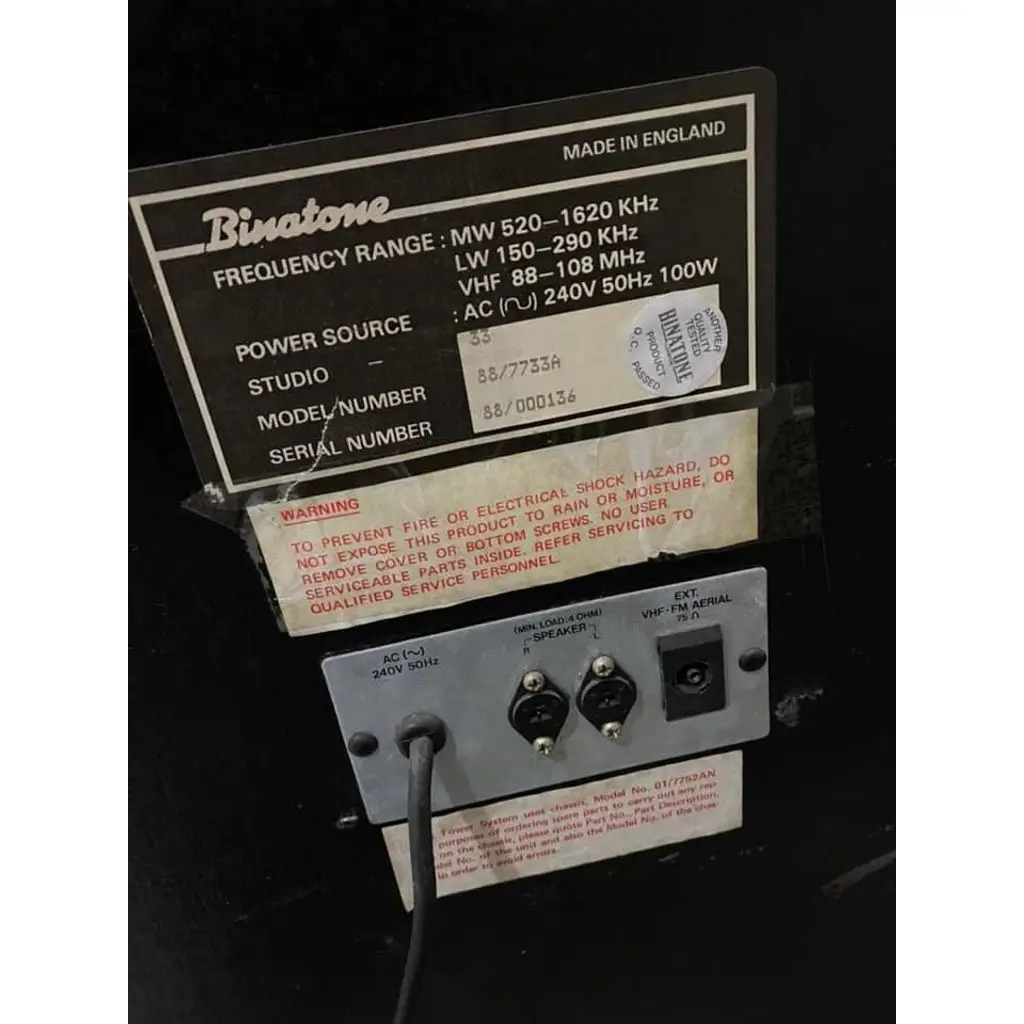 MADE IN ENGLAND
Binatone
FREQUENCY RANGE : MW 520–1620 KHz
LW 150–290 KHz
VHF 88–108 MHz
POWER SOURCE : AC (~) 240V 50Hz 100W
STUDIO – 33
MODEL NUMBER 88/7733A
SERIAL NUMBER 88/000136
ANOTHER
QUALITY
TESTED
BINATONE
PRODUCT
Q.C. PASSED
WARNING
TO PREVENT FIRE OR ELECTRICAL SHOCK HAZARD, DO
NOT EXPOSE THIS PRODUCT TO RAIN OR MOISTURE, OR
REMOVE COVER OR BOTTOM SCREWS. NO USER
SERVICEABLE PARTS INSIDE. REFER SERVICING TO
QUALIFIED SERVICE PERSONNEL.
AC (~)
240V 50Hz
(MIN. LOAD: 4 OHM)
SPEAKER
R L
EXT.
VHF-FM AERIAL
75 Ω
Tower System uses chassis, Model No. 01/7752AN
purposes of ordering spare parts to carry out any rep-
on the chassis, please quote Part No., Part Description,
No. of the unit and also the Model No. of the chas-
in order to avoid errors.